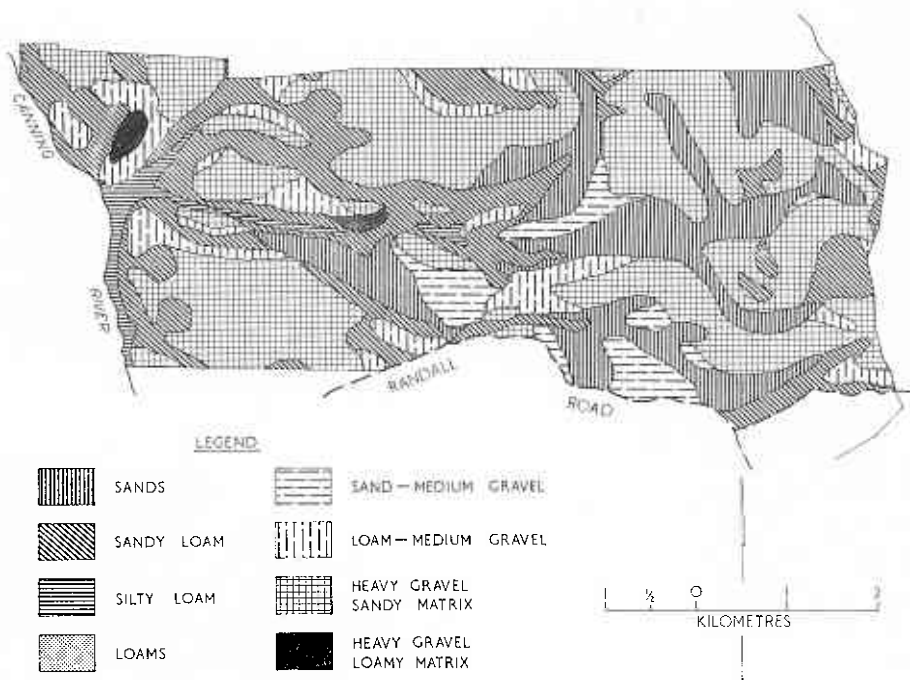 CANNING
RIVER
RANDALL
ROAD
LEGEND
SANDS
SANDY LOAM
SILTY LOAM
LOAMS
SAND — MEDIUM GRAVEL
LOAM — MEDIUM GRAVEL
HEAVY GRAVEL
SANDY MATRIX
HEAVY GRAVEL
LOAMY MATRIX
1 ½ 0 1 2
KILOMETRES